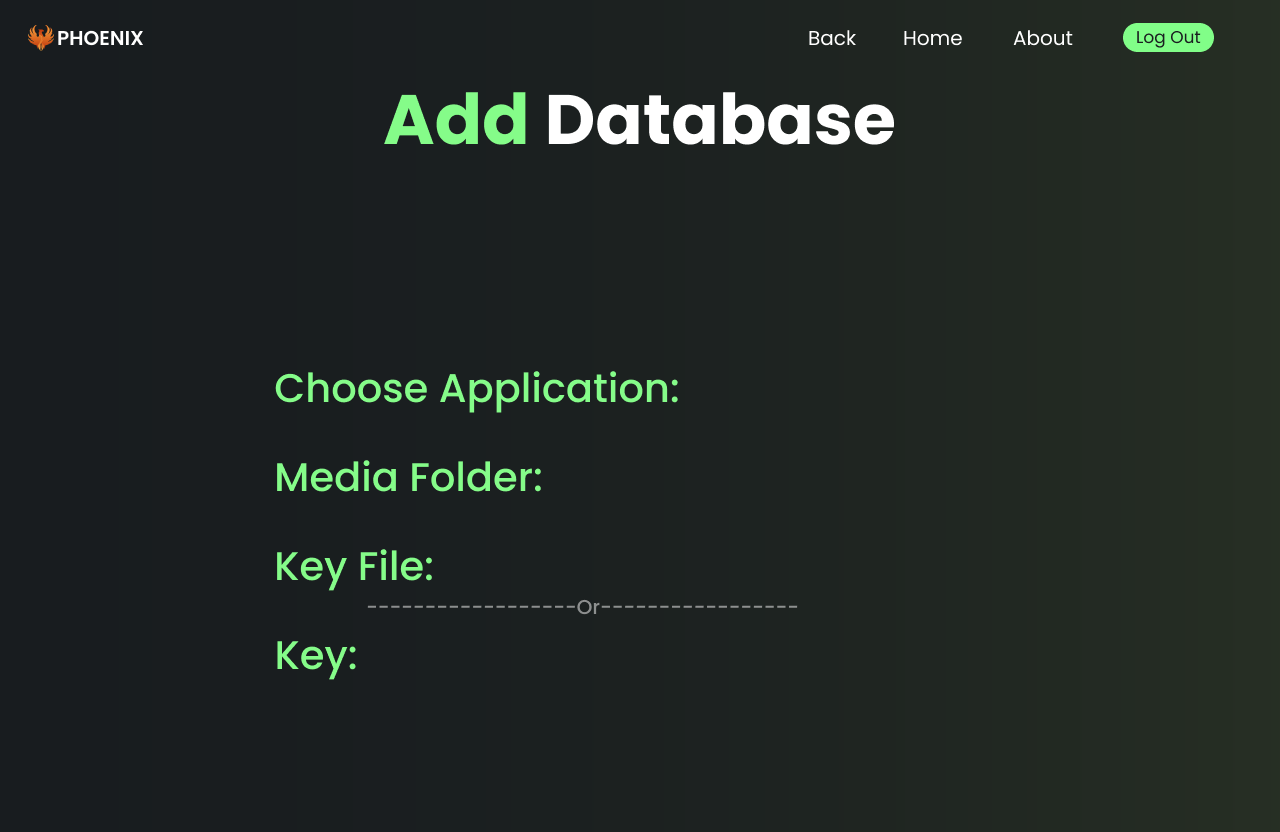 PHOENIX
Back Home About Log Out
Add Database
Choose Application:
Media Folder:
Key File:
------------------Or-----------------
Key: